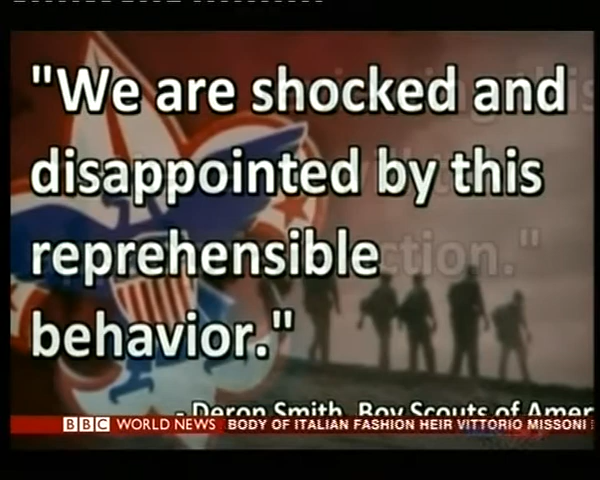 "We are shocked and
disappointed by this
reprehensible
behavior."
- Deron Smith, Boy Scouts of Amer
BBC WORLD NEWS BODY OF ITALIAN FASHION HEIR VITTORIO MISSONI